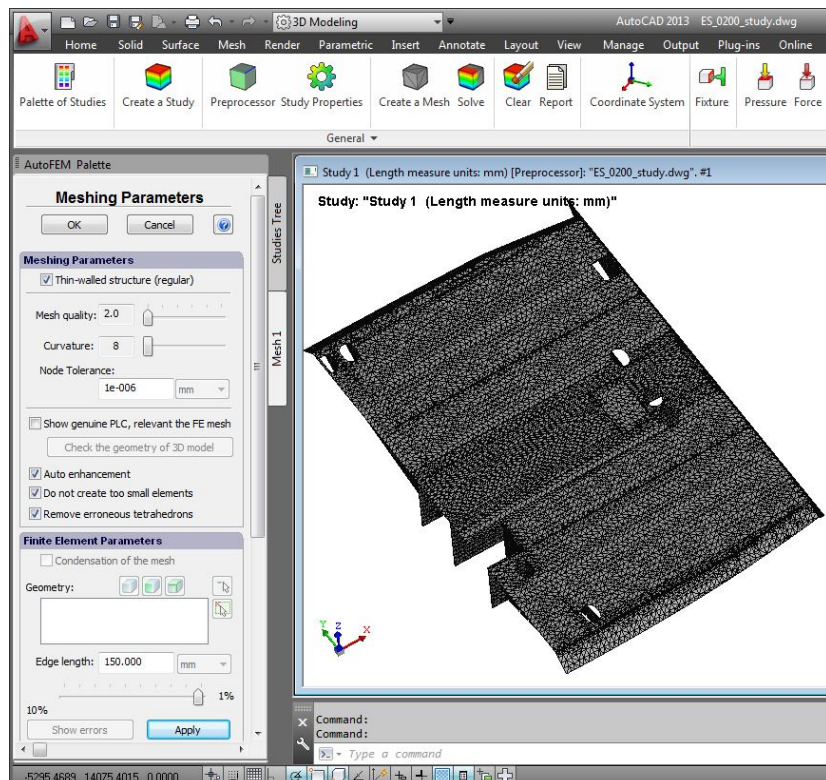 3D Modeling
AutoCAD 2013 ES_0200_study.dwg
Home Solid Surface Mesh Render Parametric Insert Annotate Layout View Manage Output Plug-ins Online
Palette of Studies Create a Study Preprocessor Study Properties Create a Mesh Solve Clear Report Coordinate System Fixture Pressure Force
General
AutoFEM Palette
Meshing Parameters
OK Cancel
Meshing Parameters
Thin-walled structure (regular)
Mesh quality: 2.0
Curvature: 8
Node Tolerance:
1e-006 mm
Show genuine PLC, relevant the FE mesh
Check the geometry of 3D model
Auto enhancement
Do not create too small elements
Remove erroneous tetrahedrons
Finite Element Parameters
Condensation of the mesh
Geometry:
Edge length: 150.000 mm
1%
10%
Show errors Apply
Studies Tree
Mesh 1
Study 1 (Length measure units: mm) [Preprocessor]: "ES_0200_study.dwg". #1
Study: "Study 1 (Length measure units: mm)"
Y Z X
Command:
Command:
Type a command
-5295.4689, 14075.4015, 0.0000